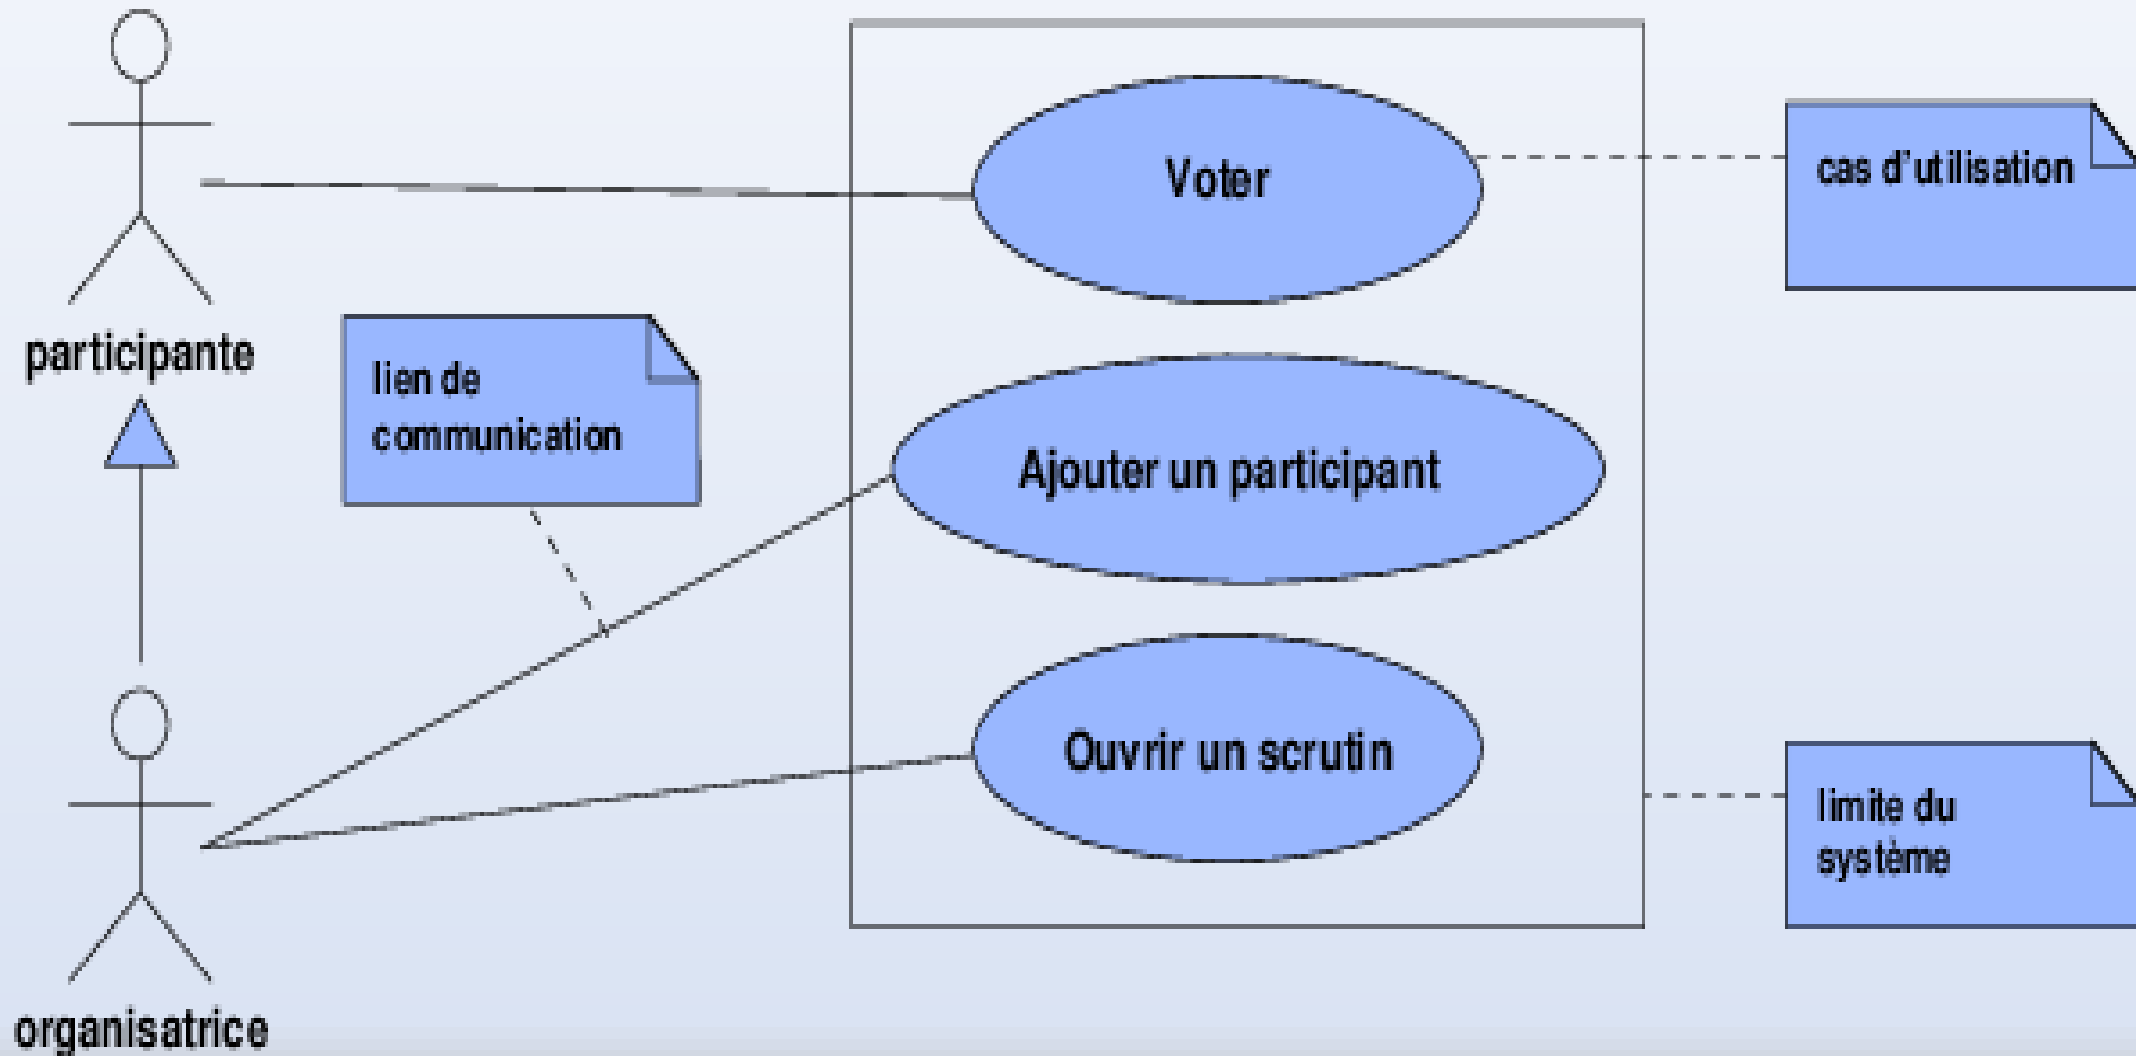 Voter
cas d'utilisation
participante
lien de
communication
Ajouter un participant
Ouvrir un scrutin
limite du
système
organisatrice